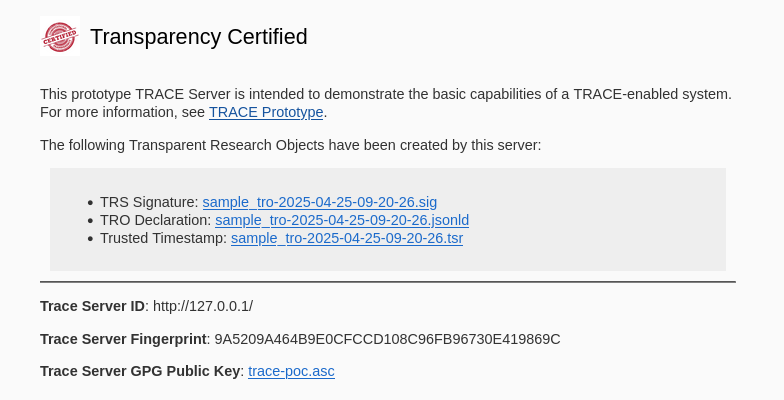 CERTIFIED
Transparency Certified
This prototype TRACE Server is intended to demonstrate the basic capabilities of a TRACE-enabled system.
For more information, see TRACE Prototype.
The following Transparent Research Objects have been created by this server:
• TRS Signature: sample_tro-2025-04-25-09-20-26.sig
• TRO Declaration: sample_tro-2025-04-25-09-20-26.jsonld
• Trusted Timestamp: sample_tro-2025-04-25-09-20-26.tsr
Trace Server ID: http://127.0.0.1/
Trace Server Fingerprint: 9A5209A464B9E0CFCCD108C96FB96730E419869C
Trace Server GPG Public Key: trace-poc.asc